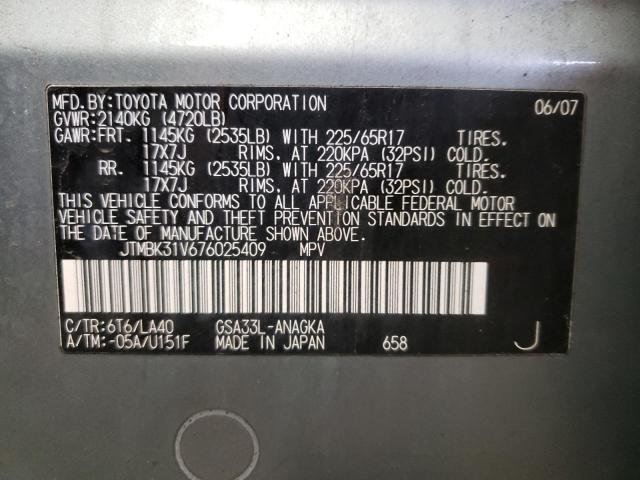 MFD.BY:TOYOTA MOTOR CORPORATION 06/07
GVWR:2140KG (4720LB)
GAWR:FRT. 1145KG (2535LB) WITH 225/65R17 TIRES.
17X7J RIMS. AT 220KPA (32PSI) COLD.
RR. 1145KG (2535LB) WITH 225/65R17 TIRES.
17X7J RIMS. AT 220KPA (32PSI) COLD.
THIS VEHICLE CONFORMS TO ALL APPLICABLE FEDERAL MOTOR
VEHICLE SAFETY AND THEFT PREVENTION STANDARDS IN EFFECT ON
THE DATE OF MANUFACTURE SHOWN ABOVE.
JTMBK31V676025409 MPV
C/TR:6T6/LA40 GSA33L-ANAGKA
A/TM:-05A/U151F MADE IN JAPAN 658 J